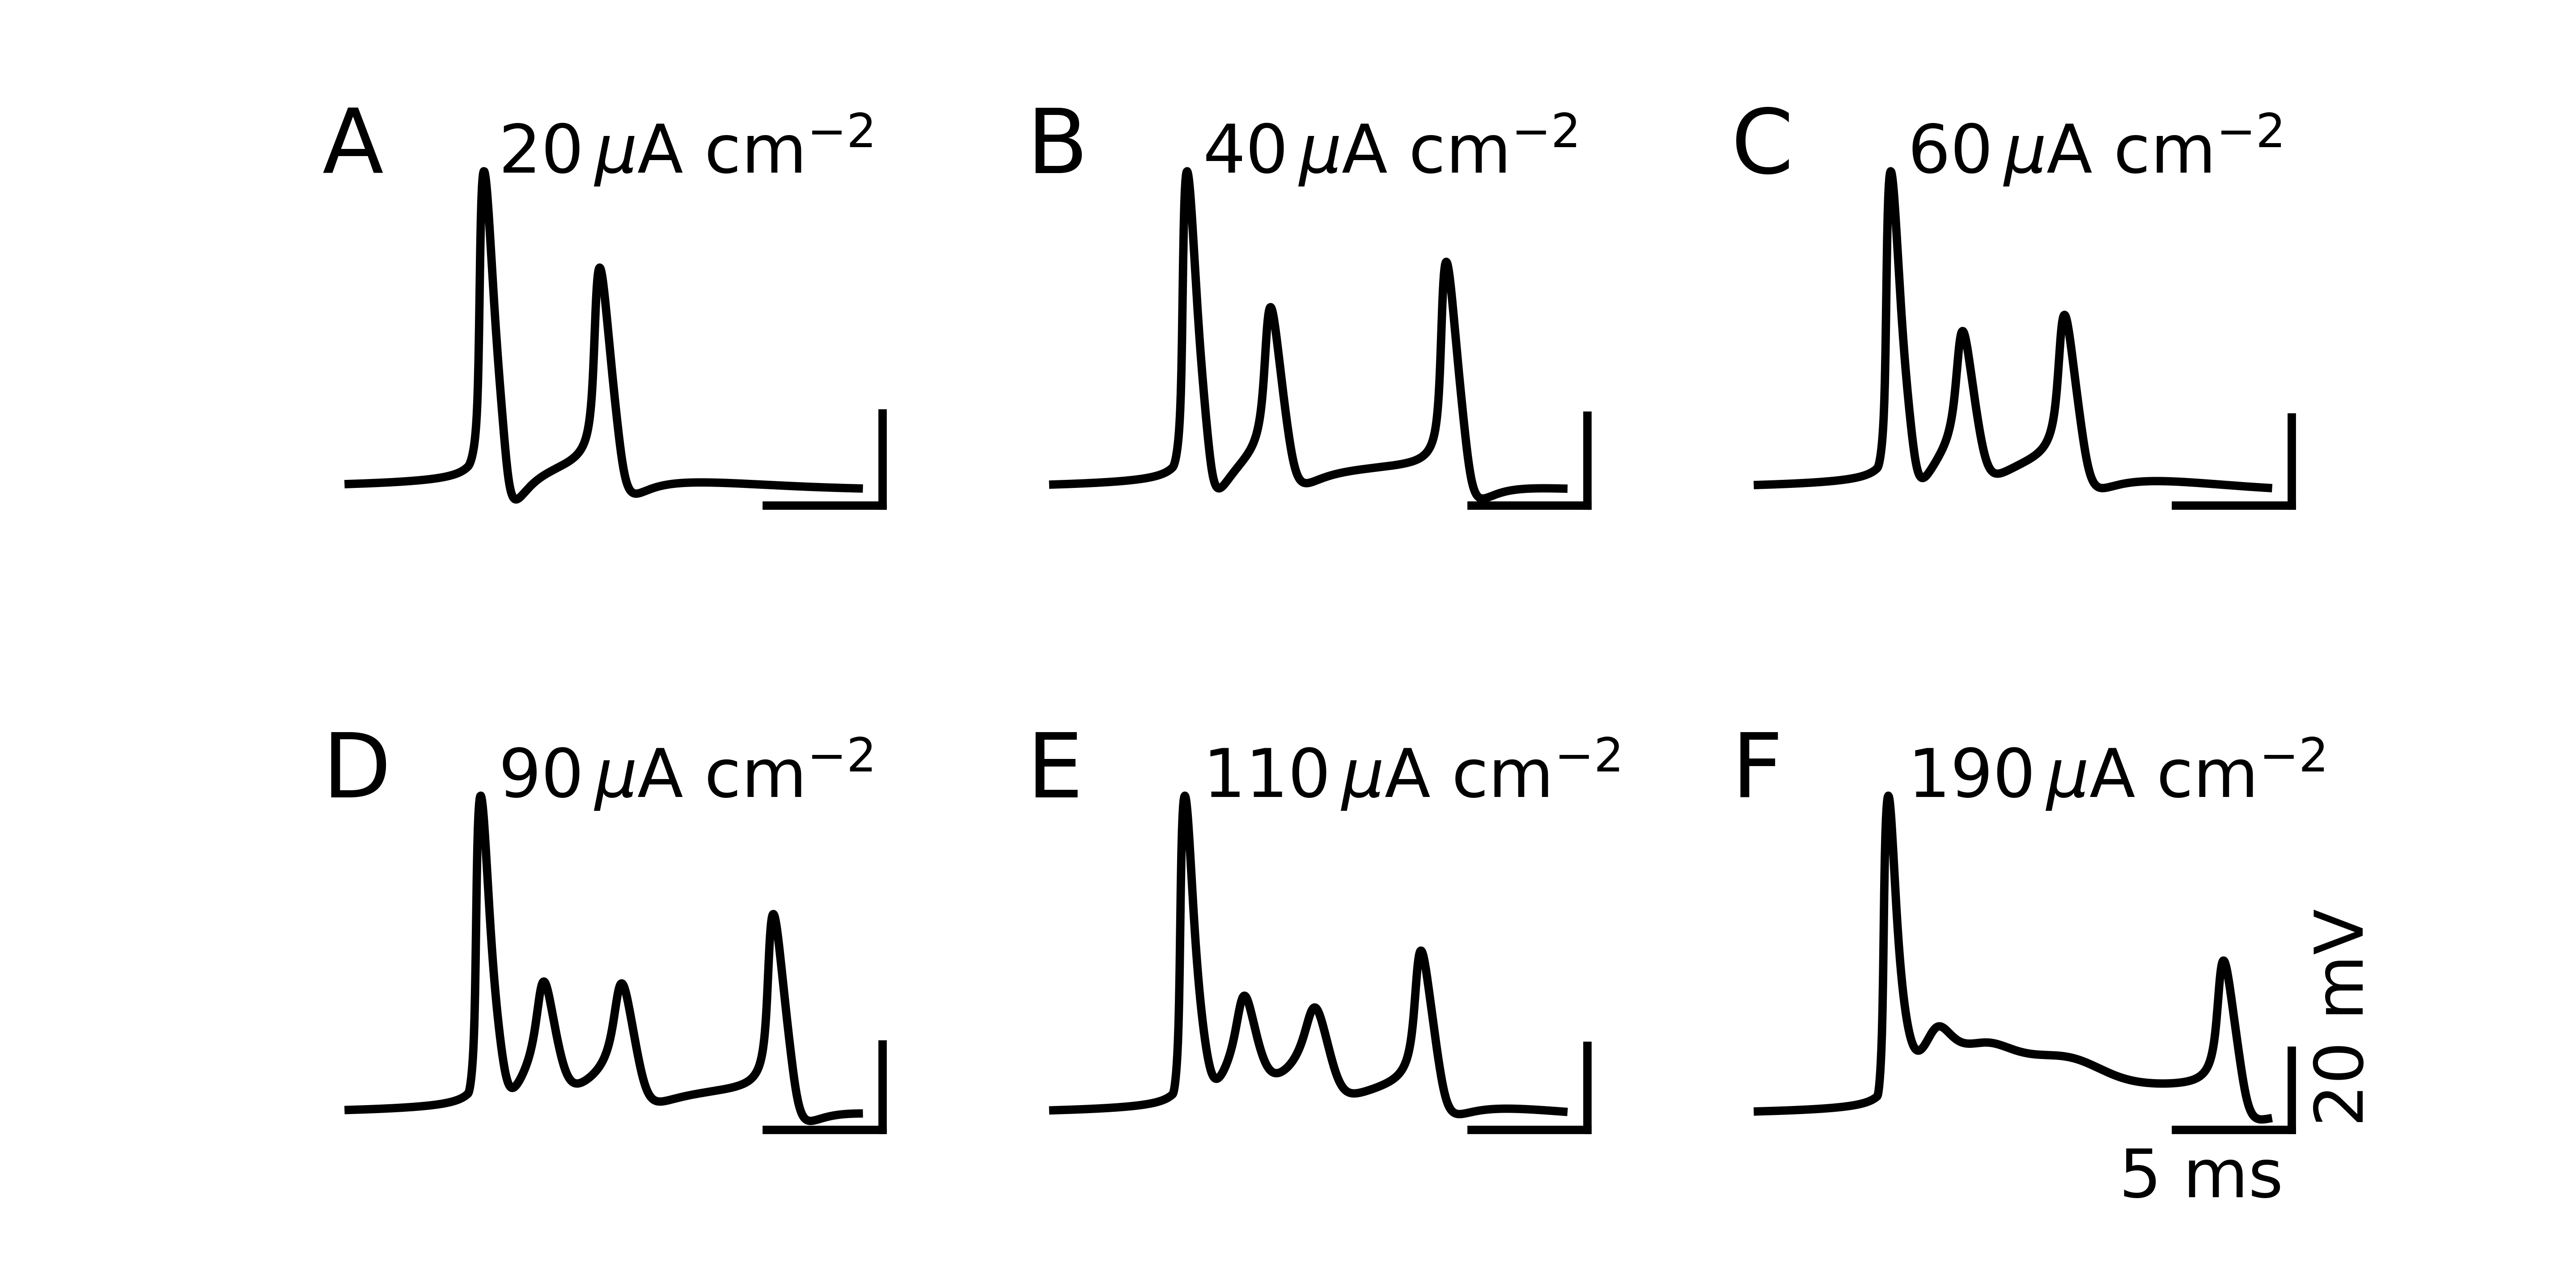 A 20 μA cm⁻²
B 40 μA cm⁻²
C 60 μA cm⁻²
D 90 μA cm⁻²
E 110 μA cm⁻²
F 190 μA cm⁻²
20 mV
5 ms